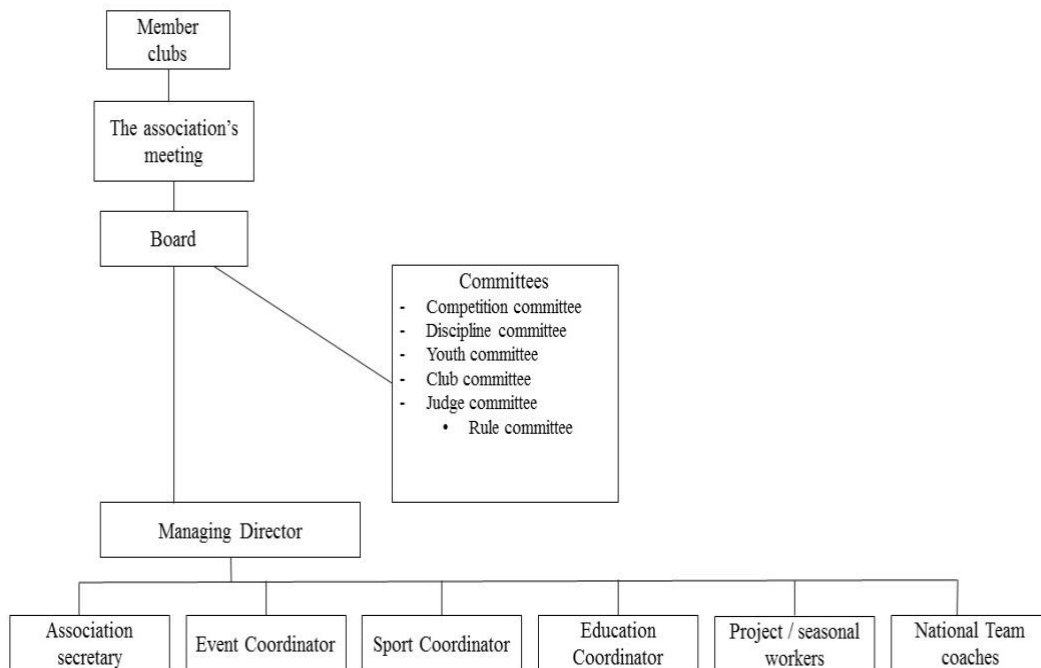 Member
clubs
The association's
meeting
Board
Committees
- Competition committee
- Discipline committee
- Youth committee
- Club committee
- Judge committee
• Rule committee
Managing Director
Association
secretary
Event Coordinator
Sport Coordinator
Education
Coordinator
Project / seasonal
workers
National Team
coaches